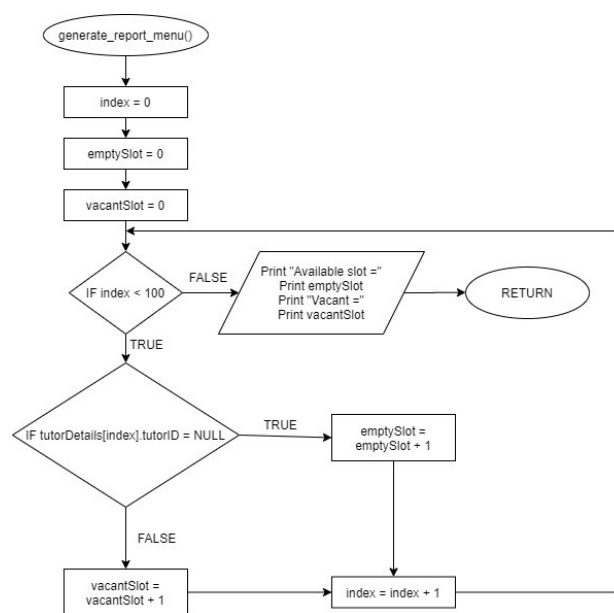 generate_report_menu()
index = 0
emptySlot = 0
vacantSlot = 0
IF index < 100
FALSE
Print "Available slot ="
Print emptySlot
Print "Vacant ="
Print vacantSlot
RETURN
TRUE
IF tutorDetails[index].tutorID = NULL
TRUE
emptySlot =
emptySlot + 1
FALSE
vacantSlot =
vacantSlot + 1
index = index + 1